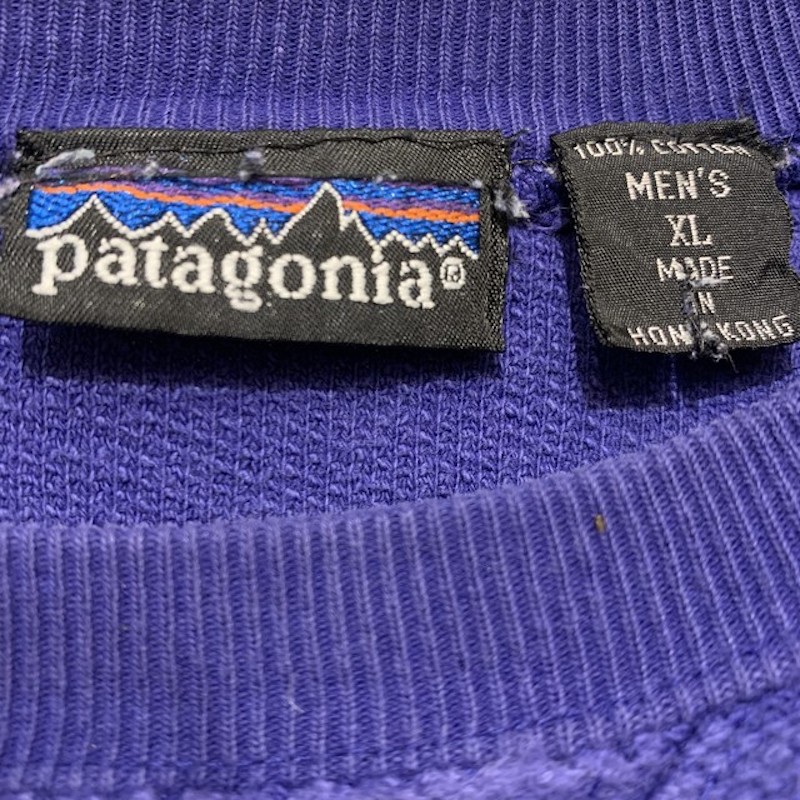 patagonia®
100% COTTON
MEN'S
XL
MADE
IN
HONG KONG